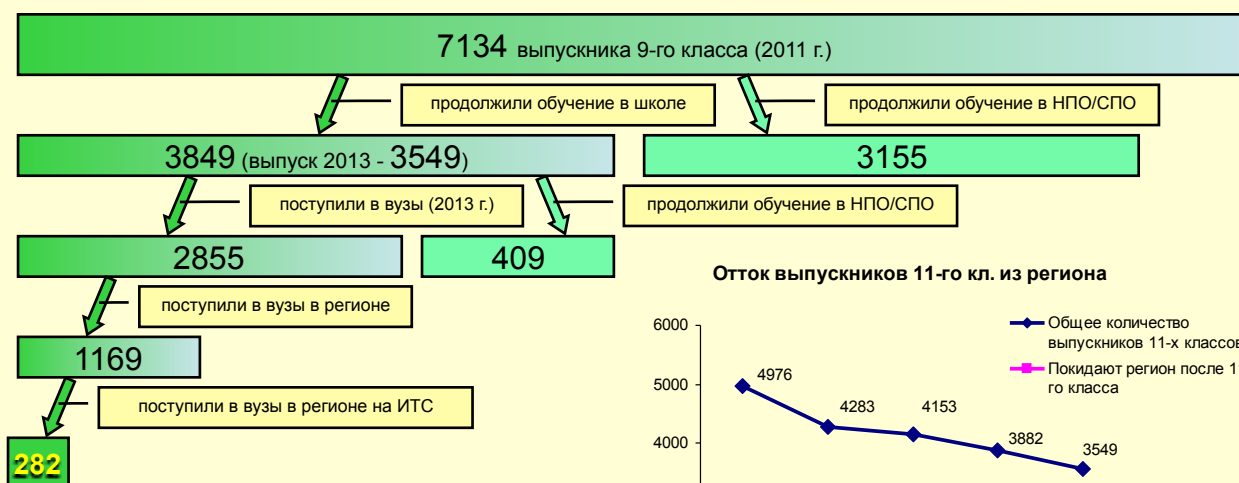 7134 выпускника 9-го класса (2011 г.)
продолжили обучение в школе
продолжили обучение в НПО/СПО
3849 (выпуск 2013 - 3549)
3155
поступили в вузы (2013 г.)
продолжили обучение в НПО/СПО
2855
409
поступили в вузы в регионе
1169
поступили в вузы в регионе на ИТС
282
Отток выпускников 11-го кл. из региона
6000
5000
4000
4976
4283
4153
3882
3549
Общее количество
выпускников 11-х классов
Покидают регион после 11
го класса